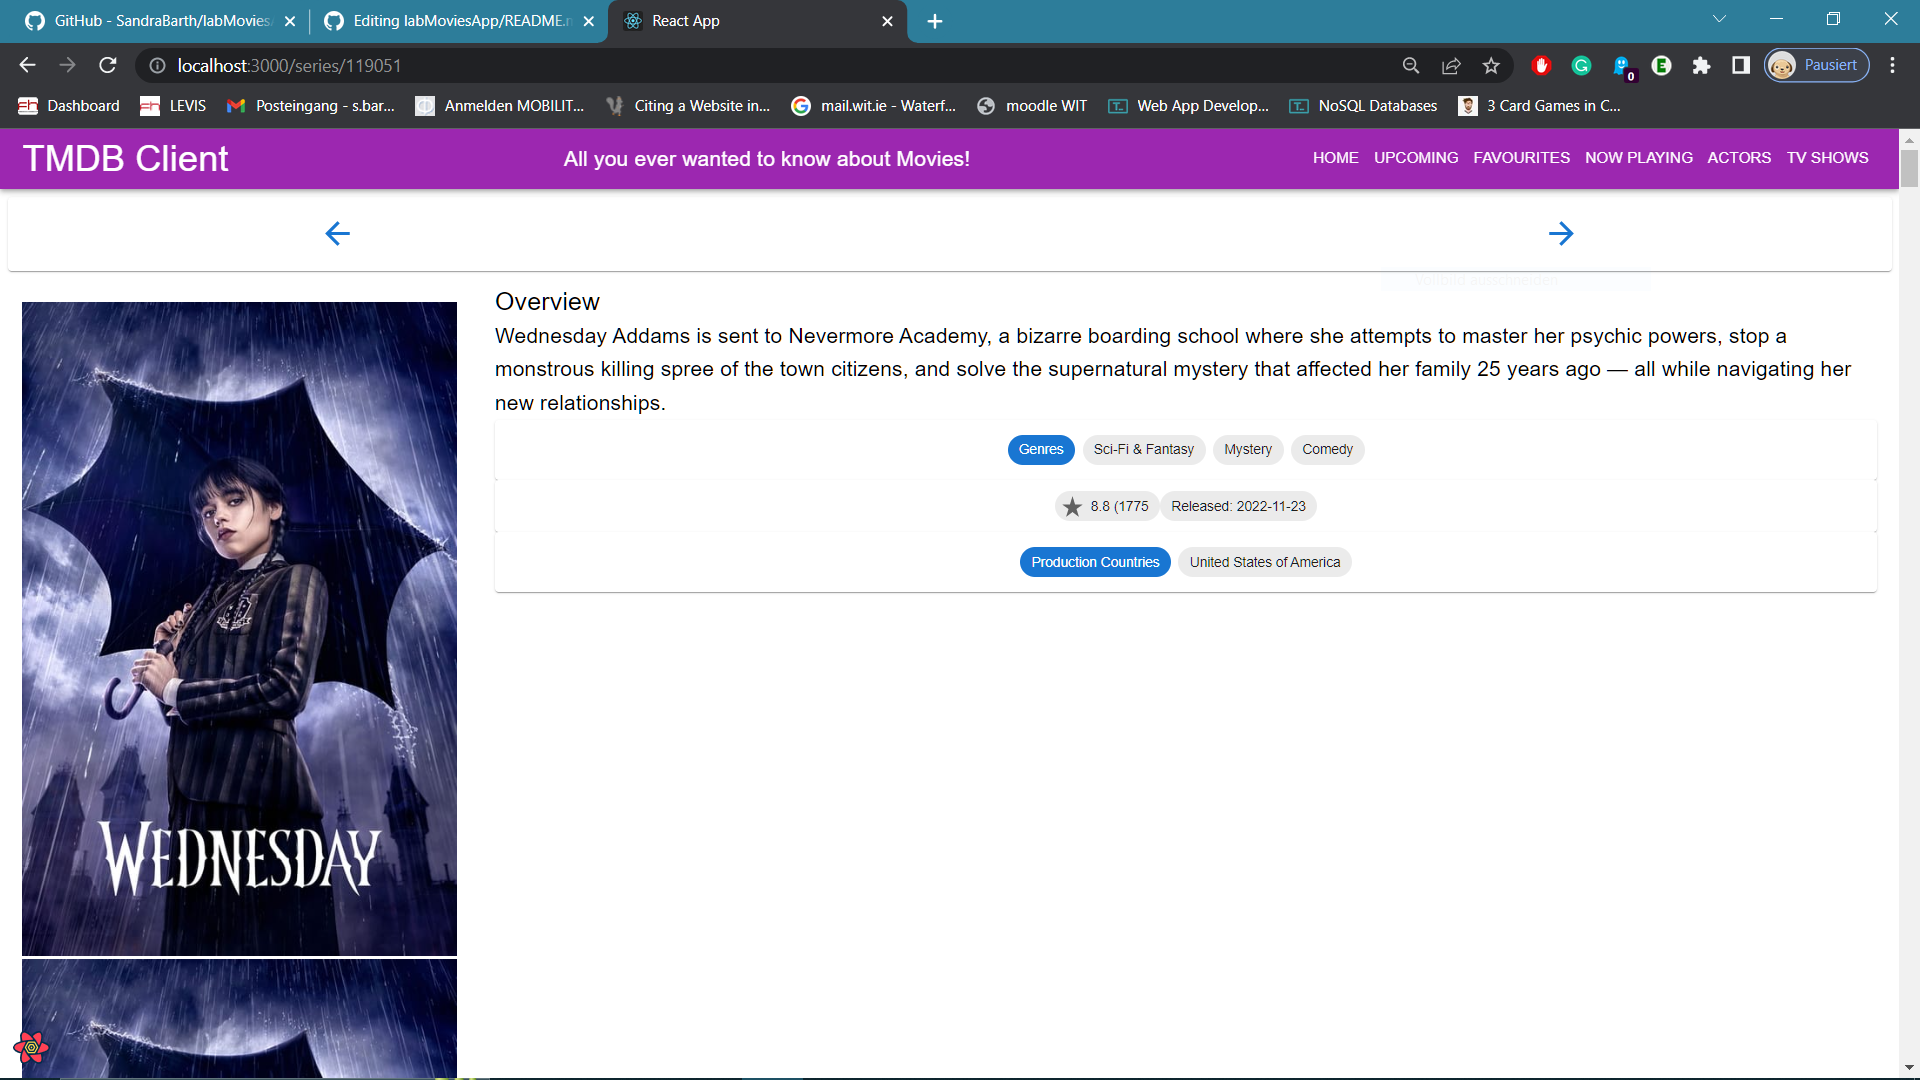 GitHub - SandraBarth/labMovies
Editing labMoviesApp/README.m
React App
localhost:3000/series/119051
0
Pausiert
Dashboard
LEVIS
Posteingang - s.bar...
Anmelden MOBILIT...
Citing a Website in...
mail.wit.ie - Waterf...
moodle WIT
Web App Develop...
NoSQL Databases
3 Card Games in C...
TMDB Client
All you ever wanted to know about Movies!
HOME UPCOMING FAVOURITES NOW PLAYING ACTORS TV SHOWS
Vollbild ausschneiden
Overview
Wednesday Addams is sent to Nevermore Academy, a bizarre boarding school where she attempts to master her psychic powers, stop a
monstrous killing spree of the town citizens, and solve the supernatural mystery that affected her family 25 years ago — all while navigating her
new relationships.
Genres Sci-Fi & Fantasy Mystery Comedy
8.8 (1775 Released: 2022-11-23
Production Countries United States of America
WEDNESDAY